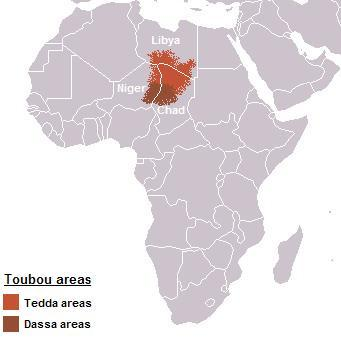 Libya
Niger
Chad
Toubou areas
Tedda areas
Dassa areas